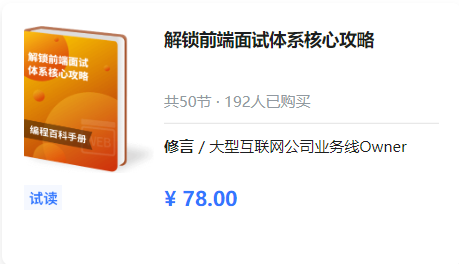 解锁前端面试体系核心攻略
共50节 · 192人已购买
修言 / 大型互联网公司业务线Owner
¥ 78.00
解锁前端面试
体系核心攻略
编程百科手册
WEB
试读